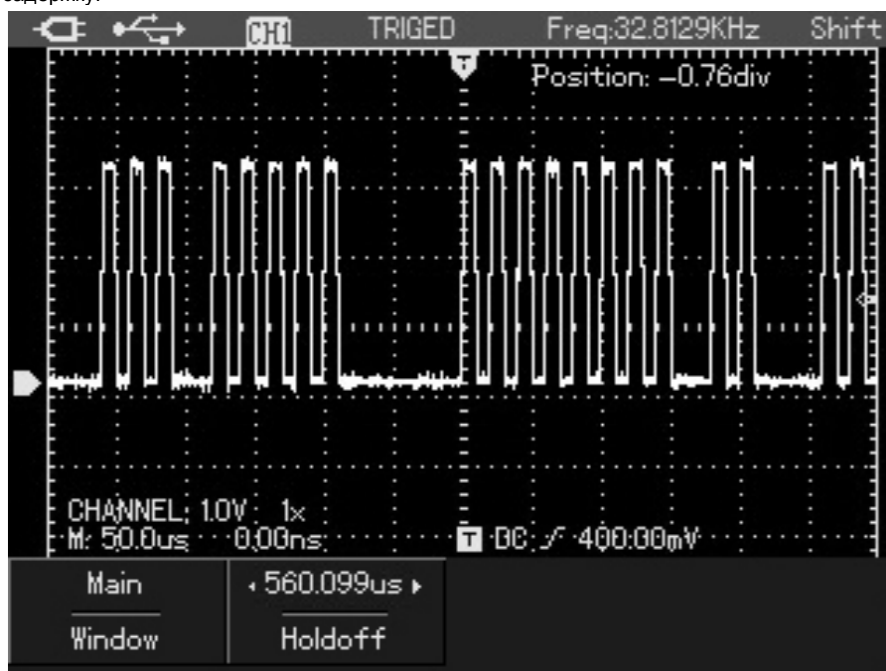 CH1 TRIGED Freq:32.8129KHz Shift
T
Position: −0.76div
CHANNEL: 1.0V 1x
M: 50.0us 0.00ns T DC 400.00mV
Main 560.099us
Window Holdoff